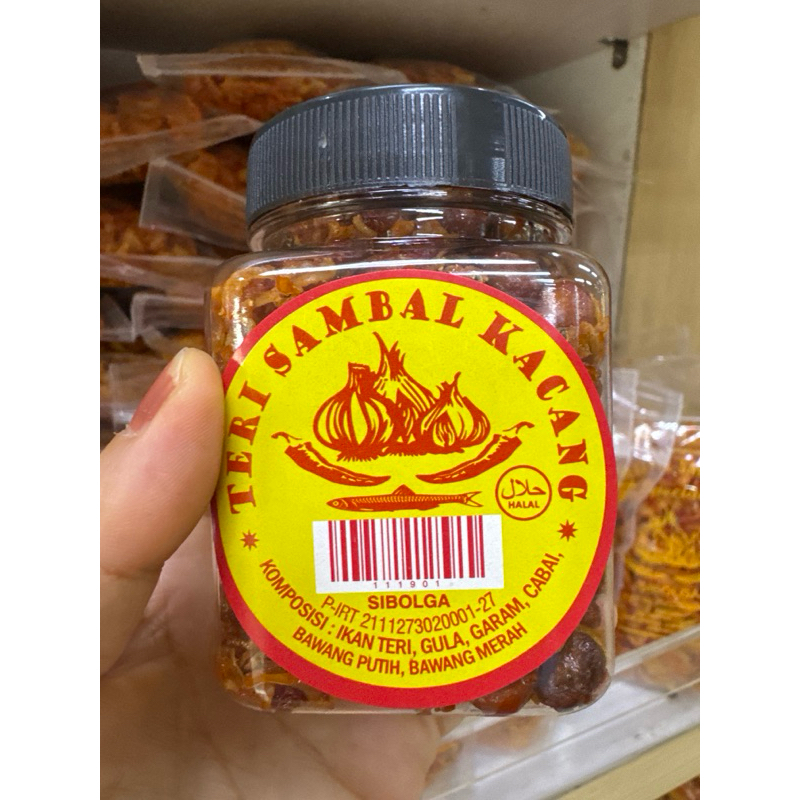 TERI SAMBAL KACANG
حلال
HALAL
111901
SIBOLGA
P-IRT 2111273020001-27
KOMPOSISI : IKAN TERI, GULA, GARAM, CABAI,
BAWANG PUTIH, BAWANG MERAH